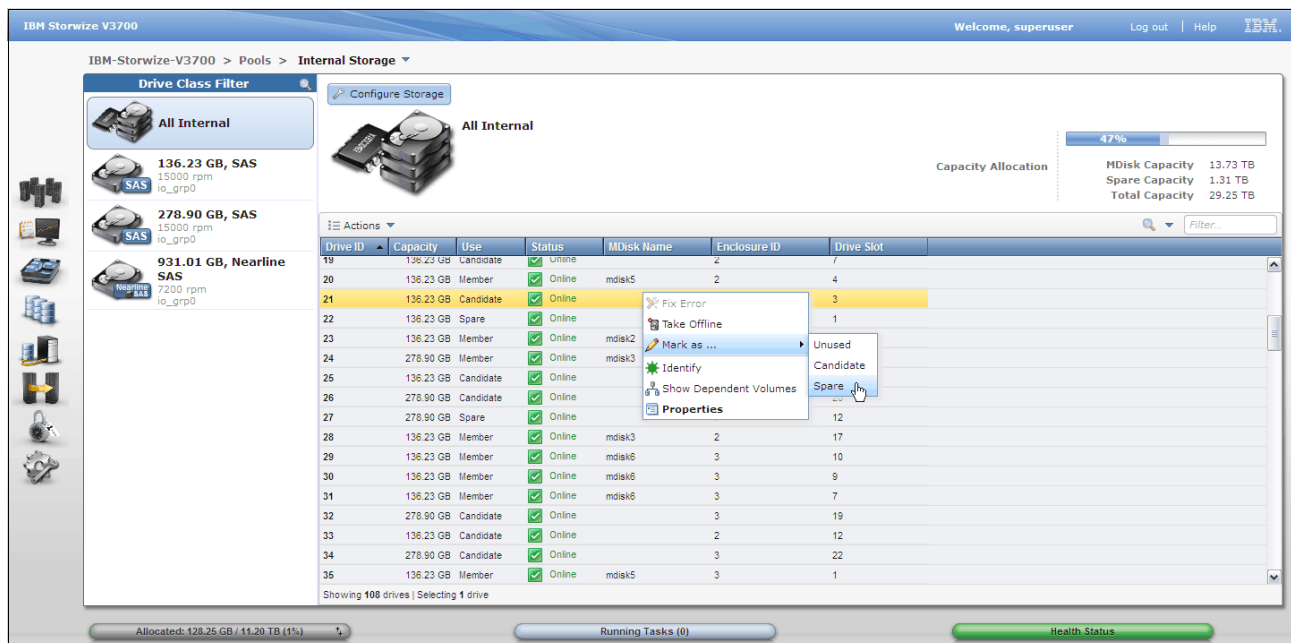 IBM Storwize V3700 Welcome, superuser Log out | Help IBM.
IBM-Storwize-V3700 > Pools > Internal Storage
Drive Class Filter
All Internal
136.23 GB, SAS
15000 rpm
io_grp0
SAS
278.90 GB, SAS
15000 rpm
io_grp0
SAS
931.01 GB, Nearline
SAS
7200 rpm
io_grp0
Nearline
SAS
Configure Storage
All Internal
47%
Capacity Allocation
MDisk Capacity 13.73 TB
Spare Capacity 1.31 TB
Total Capacity 29.25 TB
Actions
Filter...
Drive ID Capacity Use Status MDisk Name Enclosure ID Drive Slot
19 136.23 GB Candidate Online 2 7
20 136.23 GB Member Online mdisk5 2 4
21 136.23 GB Candidate Online 3
22 136.23 GB Spare Online 1
23 136.23 GB Member Online mdisk2
24 278.90 GB Member Online mdisk3
25 136.23 GB Candidate Online
26 278.90 GB Candidate Online
27 278.90 GB Spare Online 12
28 136.23 GB Member Online mdisk3 2 17
29 136.23 GB Member Online mdisk6 3 10
30 136.23 GB Member Online mdisk6 3 9
31 136.23 GB Member Online mdisk6 3 7
32 278.90 GB Candidate Online 3 19
33 136.23 GB Candidate Online 2 12
34 278.90 GB Candidate Online 3 22
35 136.23 GB Member Online mdisk5 3 1
Fix Error
Take Offline
Mark as ...
Identify
Show Dependent Volumes
Properties
Unused
Candidate
Spare
Showing 108 drives | Selecting 1 drive
Allocated: 128.25 GB / 11.20 TB (1%) Running Tasks (0) Health Status